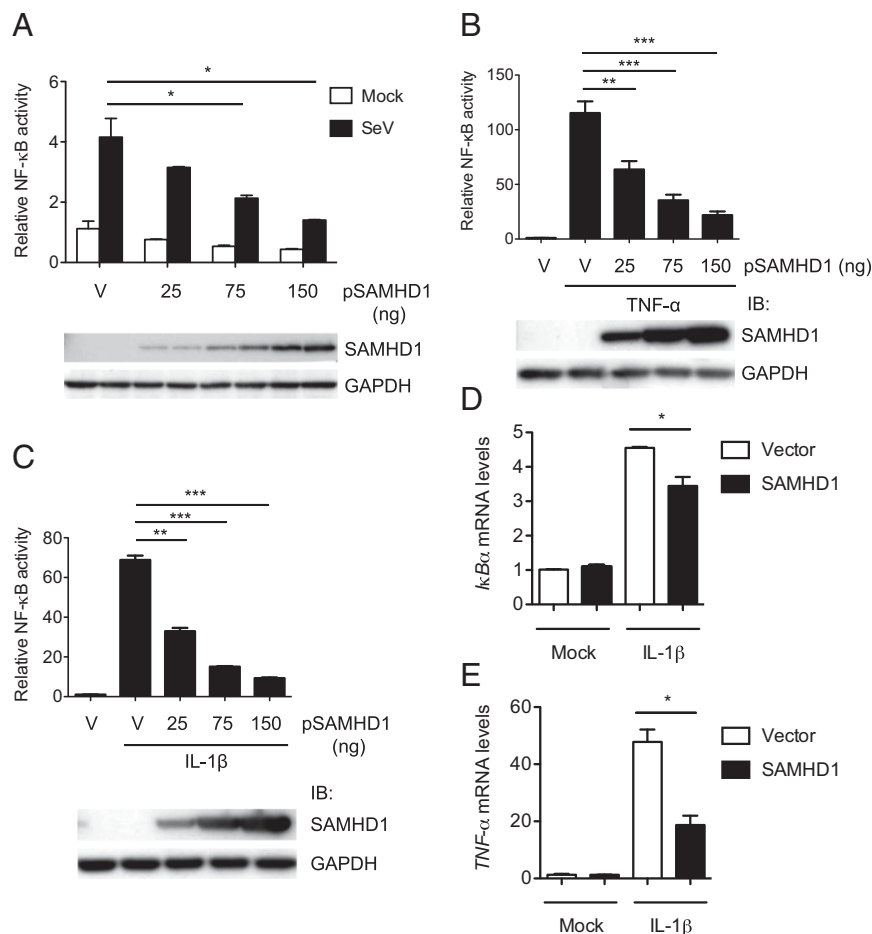 A
Relative NF-κB activity
6
4
2
0
*
*
Mock
SeV
V 25 75 150 pSAMHD1
(ng)
SAMHD1
GAPDH
B
Relative NF-κB activity
150
100
50
0
***
***
**
V V 25 75 150 pSAMHD1 (ng)
TNF-α IB:
SAMHD1
GAPDH
C
Relative NF-κB activity
80
60
40
20
0
***
***
**
V V 25 75 150 pSAMHD1
(ng)
IL-1β
IB:
SAMHD1
GAPDH
D
IκBα mRNA levels
5
4
3
2
1
0
*
Vector
SAMHD1
Mock IL-1β
E
TNF-α mRNA levels
60
40
20
0
*
Vector
SAMHD1
Mock IL-1β